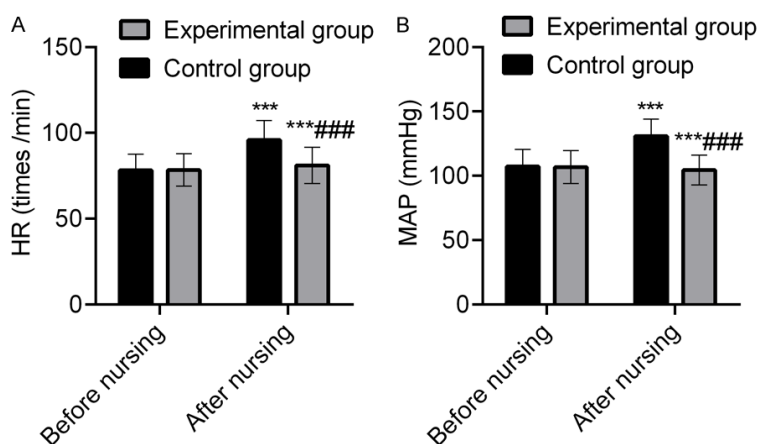 A
Experimental group
Control group
HR (times /min)
150
100
50
0
***
***###
Before nursing
After nursing
B
Experimental group
Control group
MAP (mmHg)
200
150
100
50
0
***
***###
Before nursing
After nursing